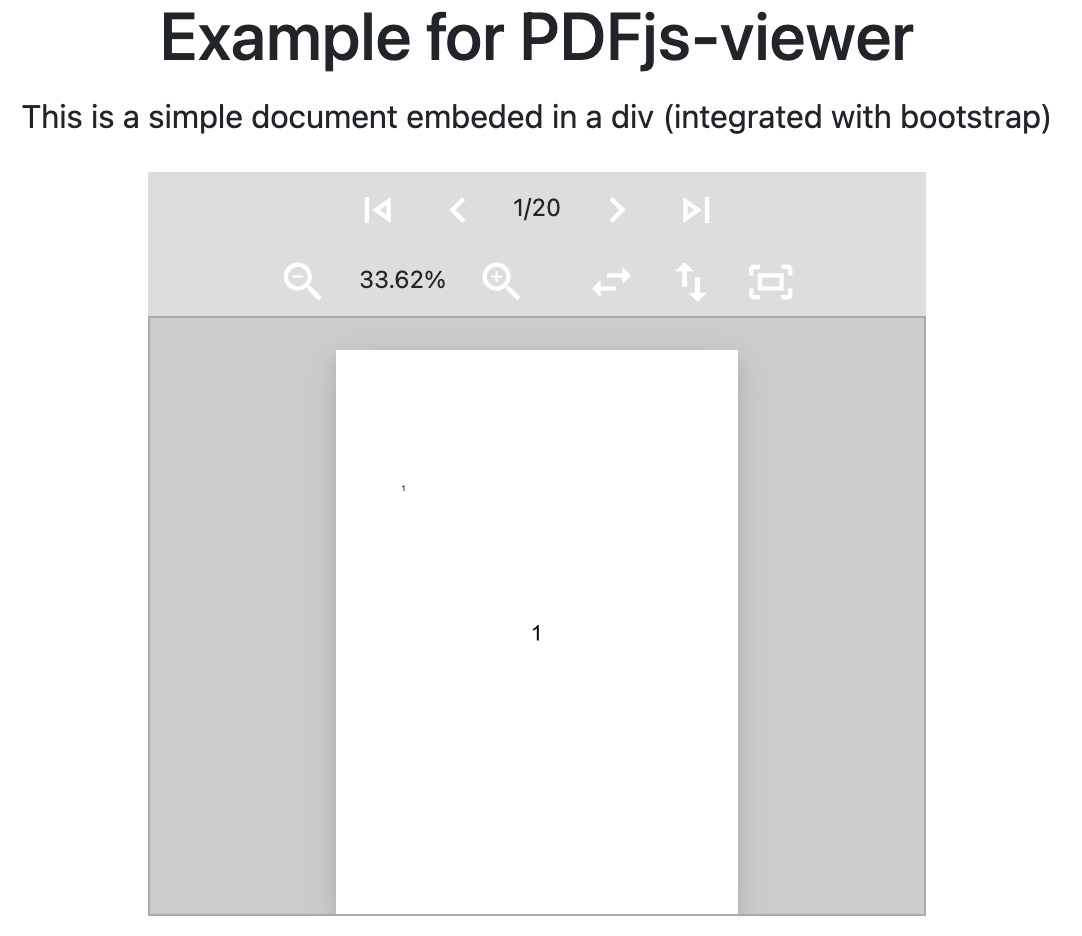 Example for PDFjs-viewer
This is a simple document embeded in a div (integrated with bootstrap)
1/20
33.62%
1
1